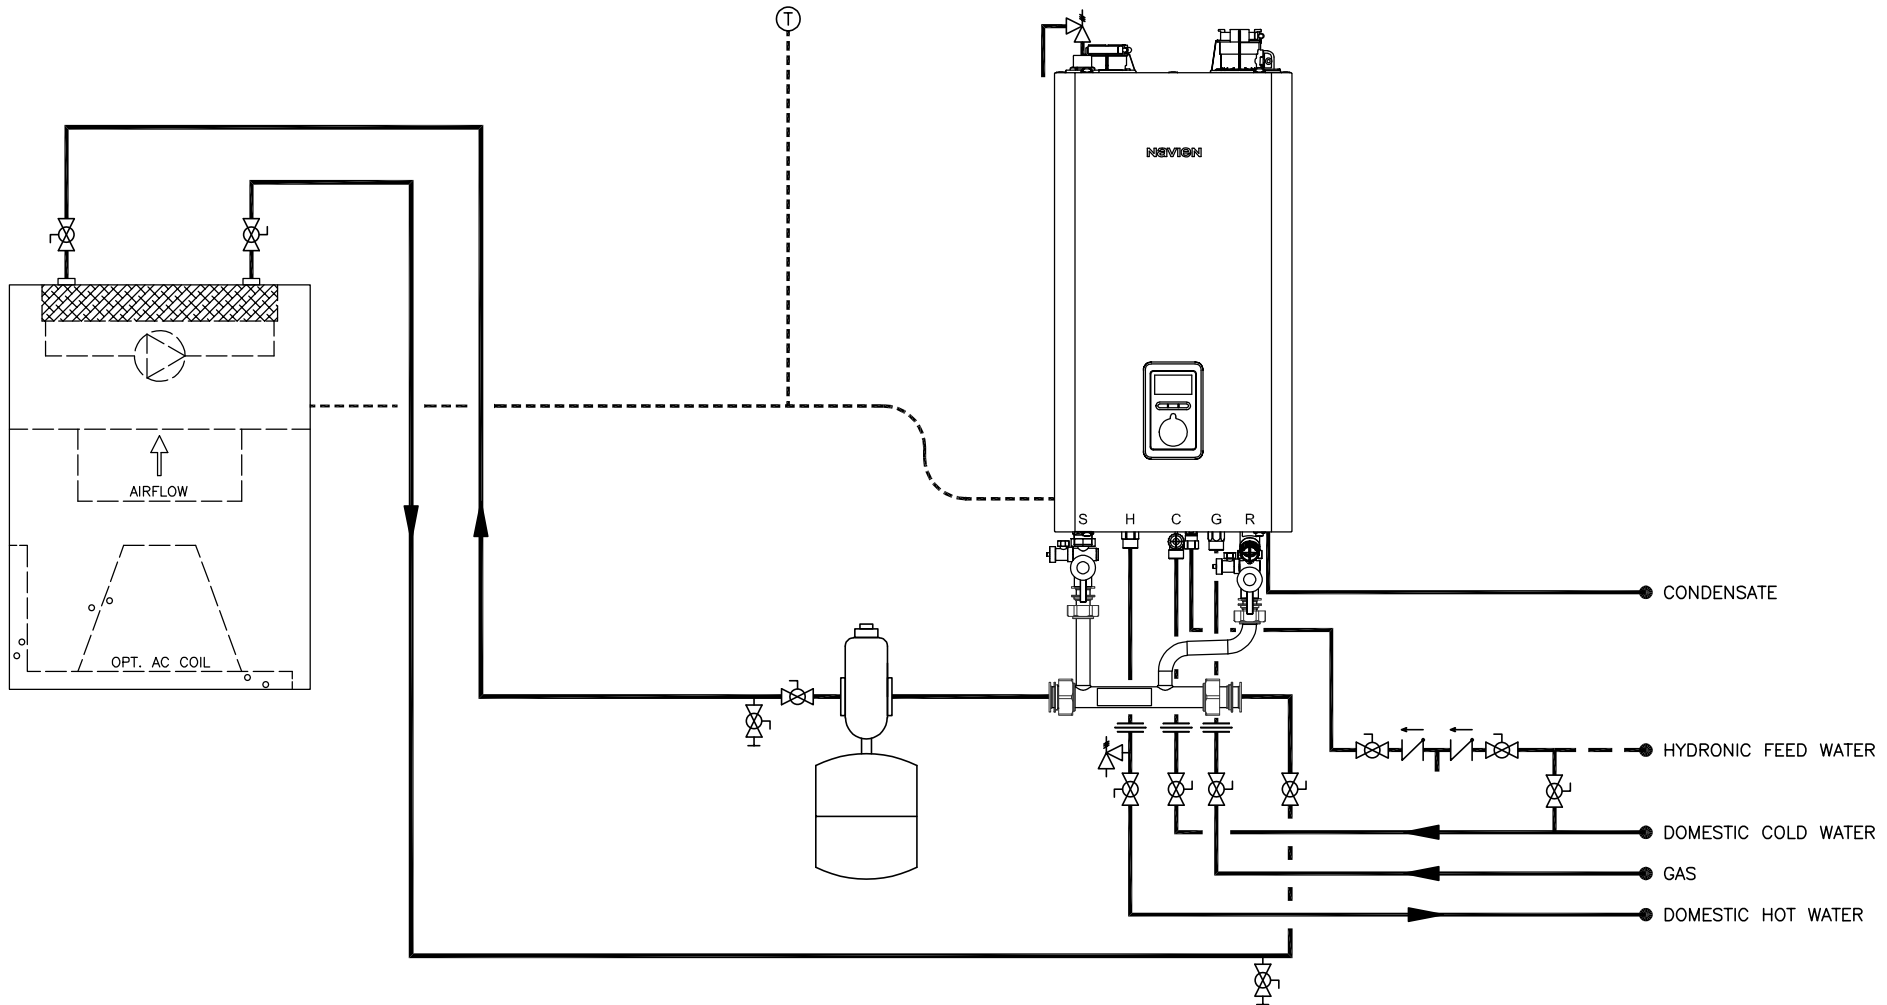 T
NAVIEN
AIRFLOW
S H C G R
CONDENSATE
OPT. AC COIL
HYDRONIC FEED WATER
DOMESTIC COLD WATER
GAS
DOMESTIC HOT WATER